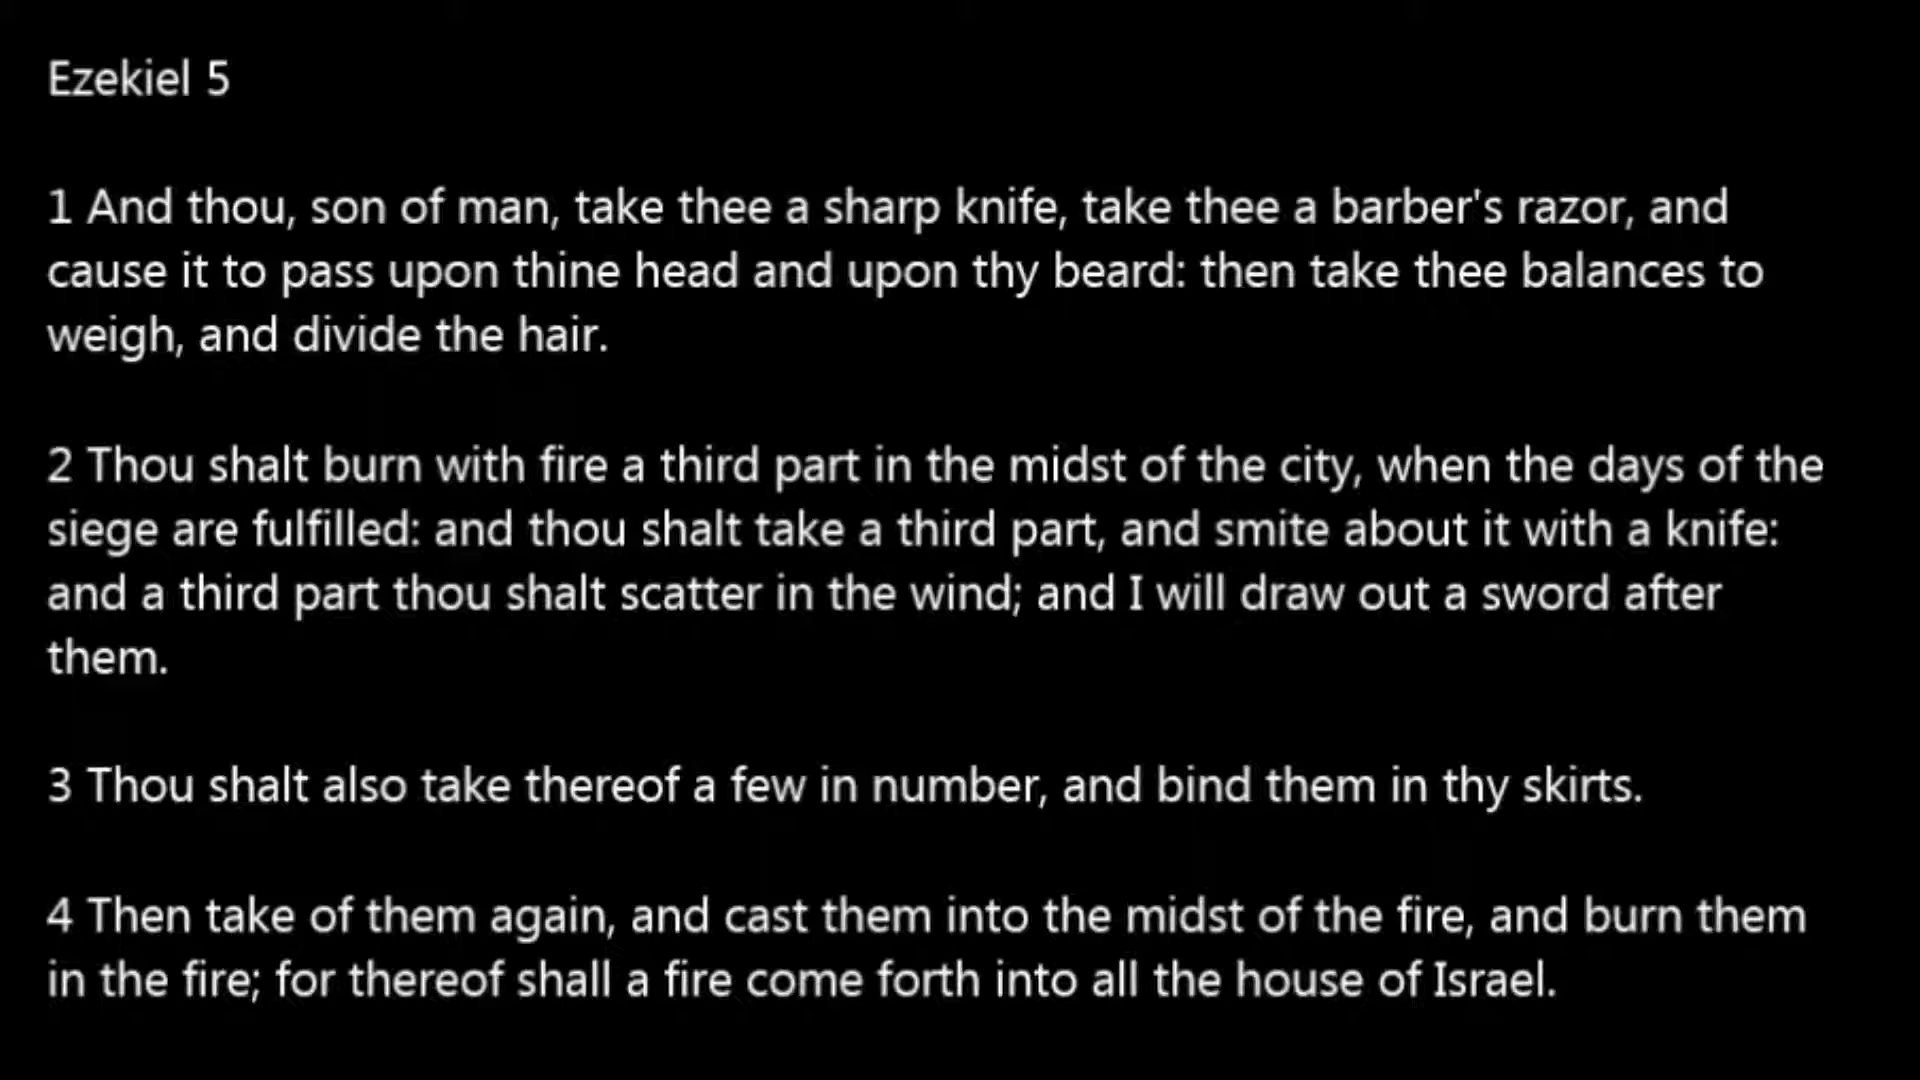 Ezekiel 5
1 And thou, son of man, take thee a sharp knife, take thee a barber's razor, and
cause it to pass upon thine head and upon thy beard: then take thee balances to
weigh, and divide the hair.
2 Thou shalt burn with fire a third part in the midst of the city, when the days of the
siege are fulfilled: and thou shalt take a third part, and smite about it with a knife:
and a third part thou shalt scatter in the wind; and I will draw out a sword after
them.
3 Thou shalt also take thereof a few in number, and bind them in thy skirts.
4 Then take of them again, and cast them into the midst of the fire, and burn them
in the fire; for thereof shall a fire come forth into all the house of Israel.